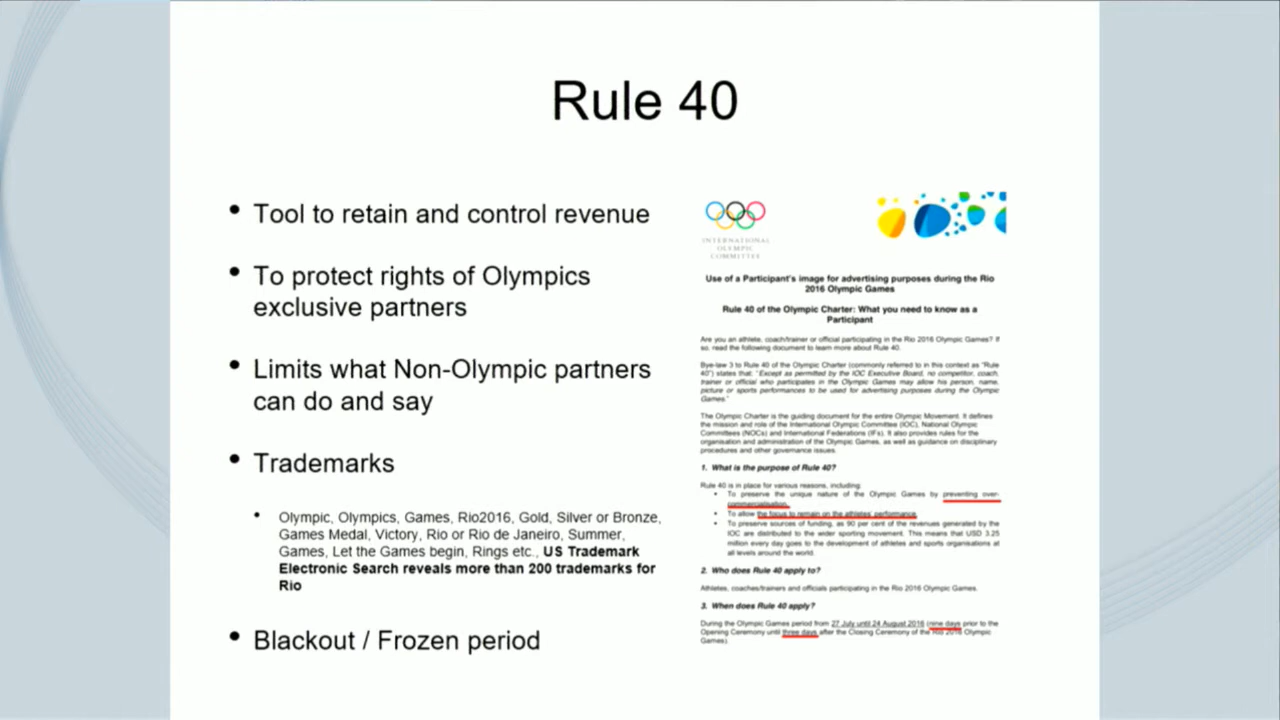 Rule 40
• Tool to retain and control revenue
• To protect rights of Olympics
exclusive partners
• Limits what Non-Olympic partners
can do and say
• Trademarks
• Olympic, Olympics, Games, Rio2016, Gold, Silver or Bronze,
Games Medal, Victory, Rio or Rio de Janeiro, Summer,
Games, Let the Games begin, Rings etc., US Trademark
Electronic Search reveals more than 200 trademarks for
Rio
• Blackout / Frozen period
INTERNATIONAL
OLYMPIC
COMMITTEE
Use of a Participant's image for advertising purposes during the Rio
2016 Olympic Games
Rule 40 of the Olympic Charter: What you need to know as a
Participant
Are you an athlete, coach/trainer or official participating in the Rio 2016 Olympic Games? If
so, read the following document to learn more about Rule 40.
Bye-law 3 to Rule 40 of the Olympic Charter (commonly referred to in this context as "Rule
40") states that: "Except as permitted by the IOC Executive Board, no competitor, coach,
trainer or official who participates in the Olympic Games may allow his person, name,
picture or sports performances to be used for advertising purposes during the Olympic
Games."
The Olympic Charter is the guiding document for the entire Olympic Movement. It defines
the mission and role of the International Olympic Committee (IOC), National Olympic
Committees (NOCs) and International Federations (IFs). It also provides rules for the
organisation and administration of the Olympic Games, as well as guidance on disciplinary
procedures and other governance issues.
1. What is the purpose of Rule 40?
Rule 40 is in place for various reasons, including:
• To preserve the unique nature of the Olympic Games by preventing over-
commercialisation.
• To allow the focus to remain on the athletes' performance.
• To preserve sources of funding, as 90 per cent of the revenues generated by the
IOC are distributed to the wider sporting movement. This means that USD 3.25
million every day goes to the development of athletes and sports organisations at
all levels around the world.
2. Who does Rule 40 apply to?
Athletes, coaches/trainers and officials participating in the Rio 2016 Olympic Games.
3. When does Rule 40 apply?
During the Olympic Games period from 27 July until 24 August 2016 (nine days prior to the
Opening Ceremony until three days after the Closing Ceremony of the Rio 2016 Olympic
Games).